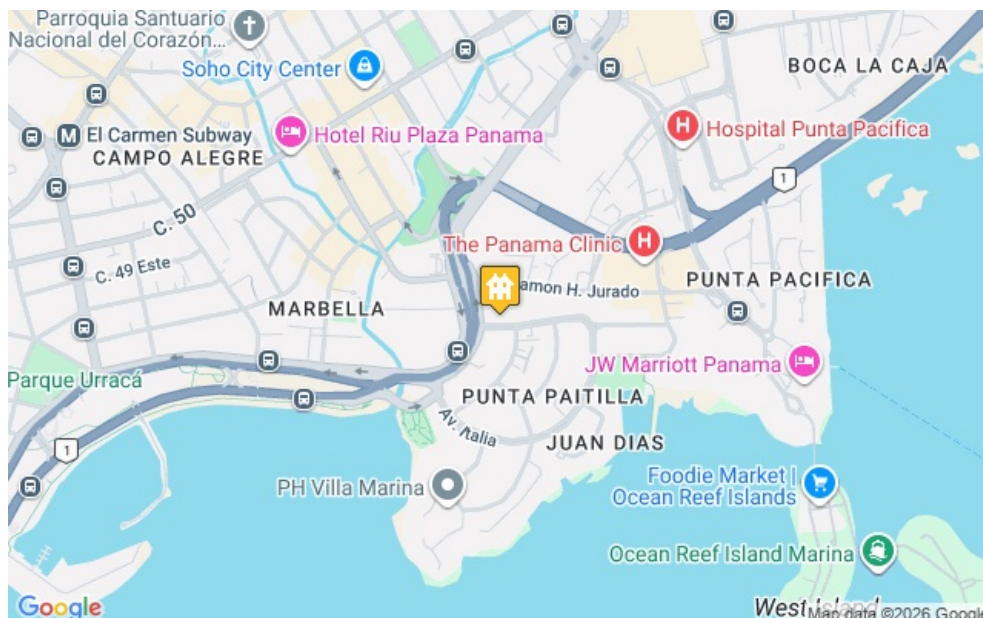 Parroquia Santuario
Nacional del Corazón...
Soho City Center
BOCA LA CAJA
El Carmen Subway
M
CAMPO ALEGRE
Hotel Riu Plaza Panama
H
Hospital Punta Pacifica
1
C. 50
C. 49 Este
The Panama Clinic
H
amon H. Jurado
PUNTA PACIFICA
MARBELLA
JW Marriott Panama
Parque Urracá
PUNTA PAITILLA
Av. Italia
JUAN DIAS
1
PH Villa Marina
Foodie Market |
Ocean Reef Islands
Ocean Reef Island Marina
West Island
Google
Map data ©2026 Google